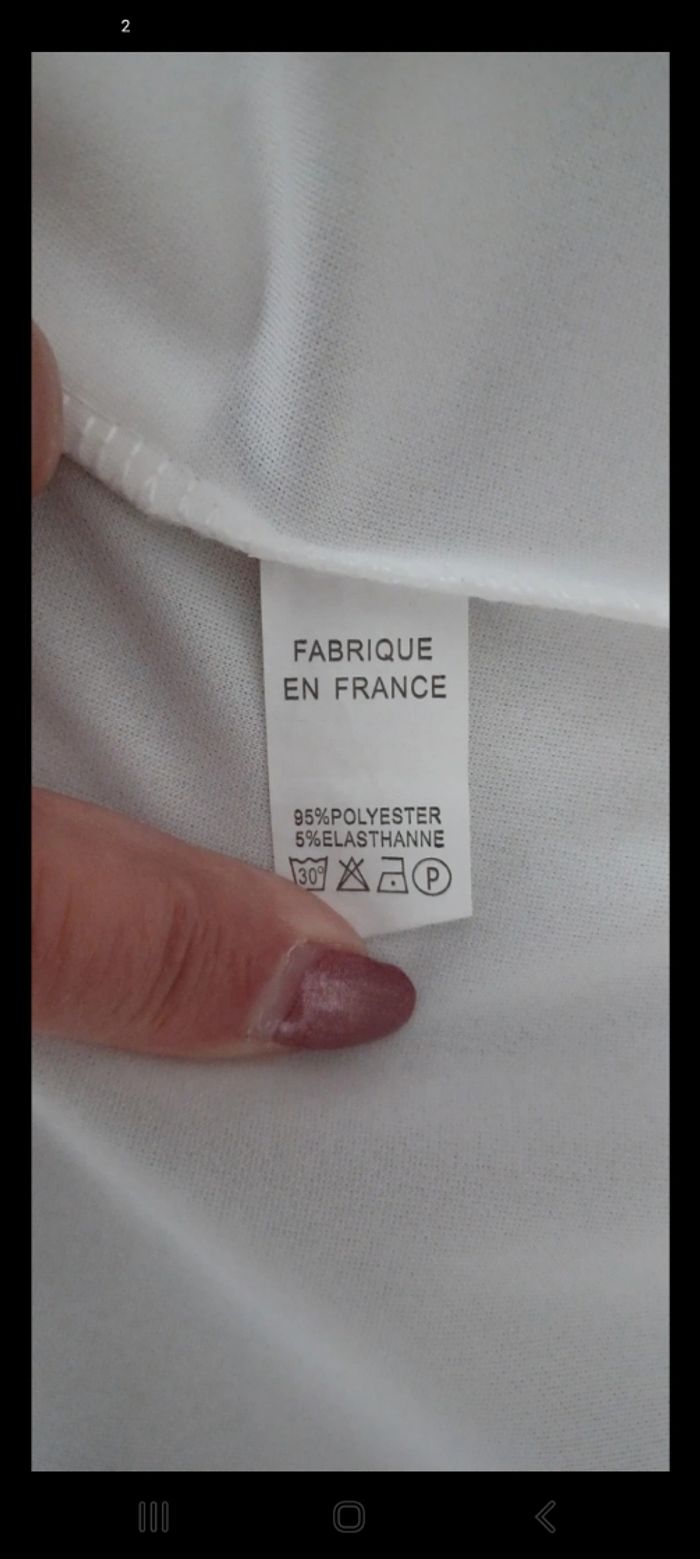 2
FABRIQUE
EN FRANCE
95%POLYESTER
5%ELASTHANNE
30° P